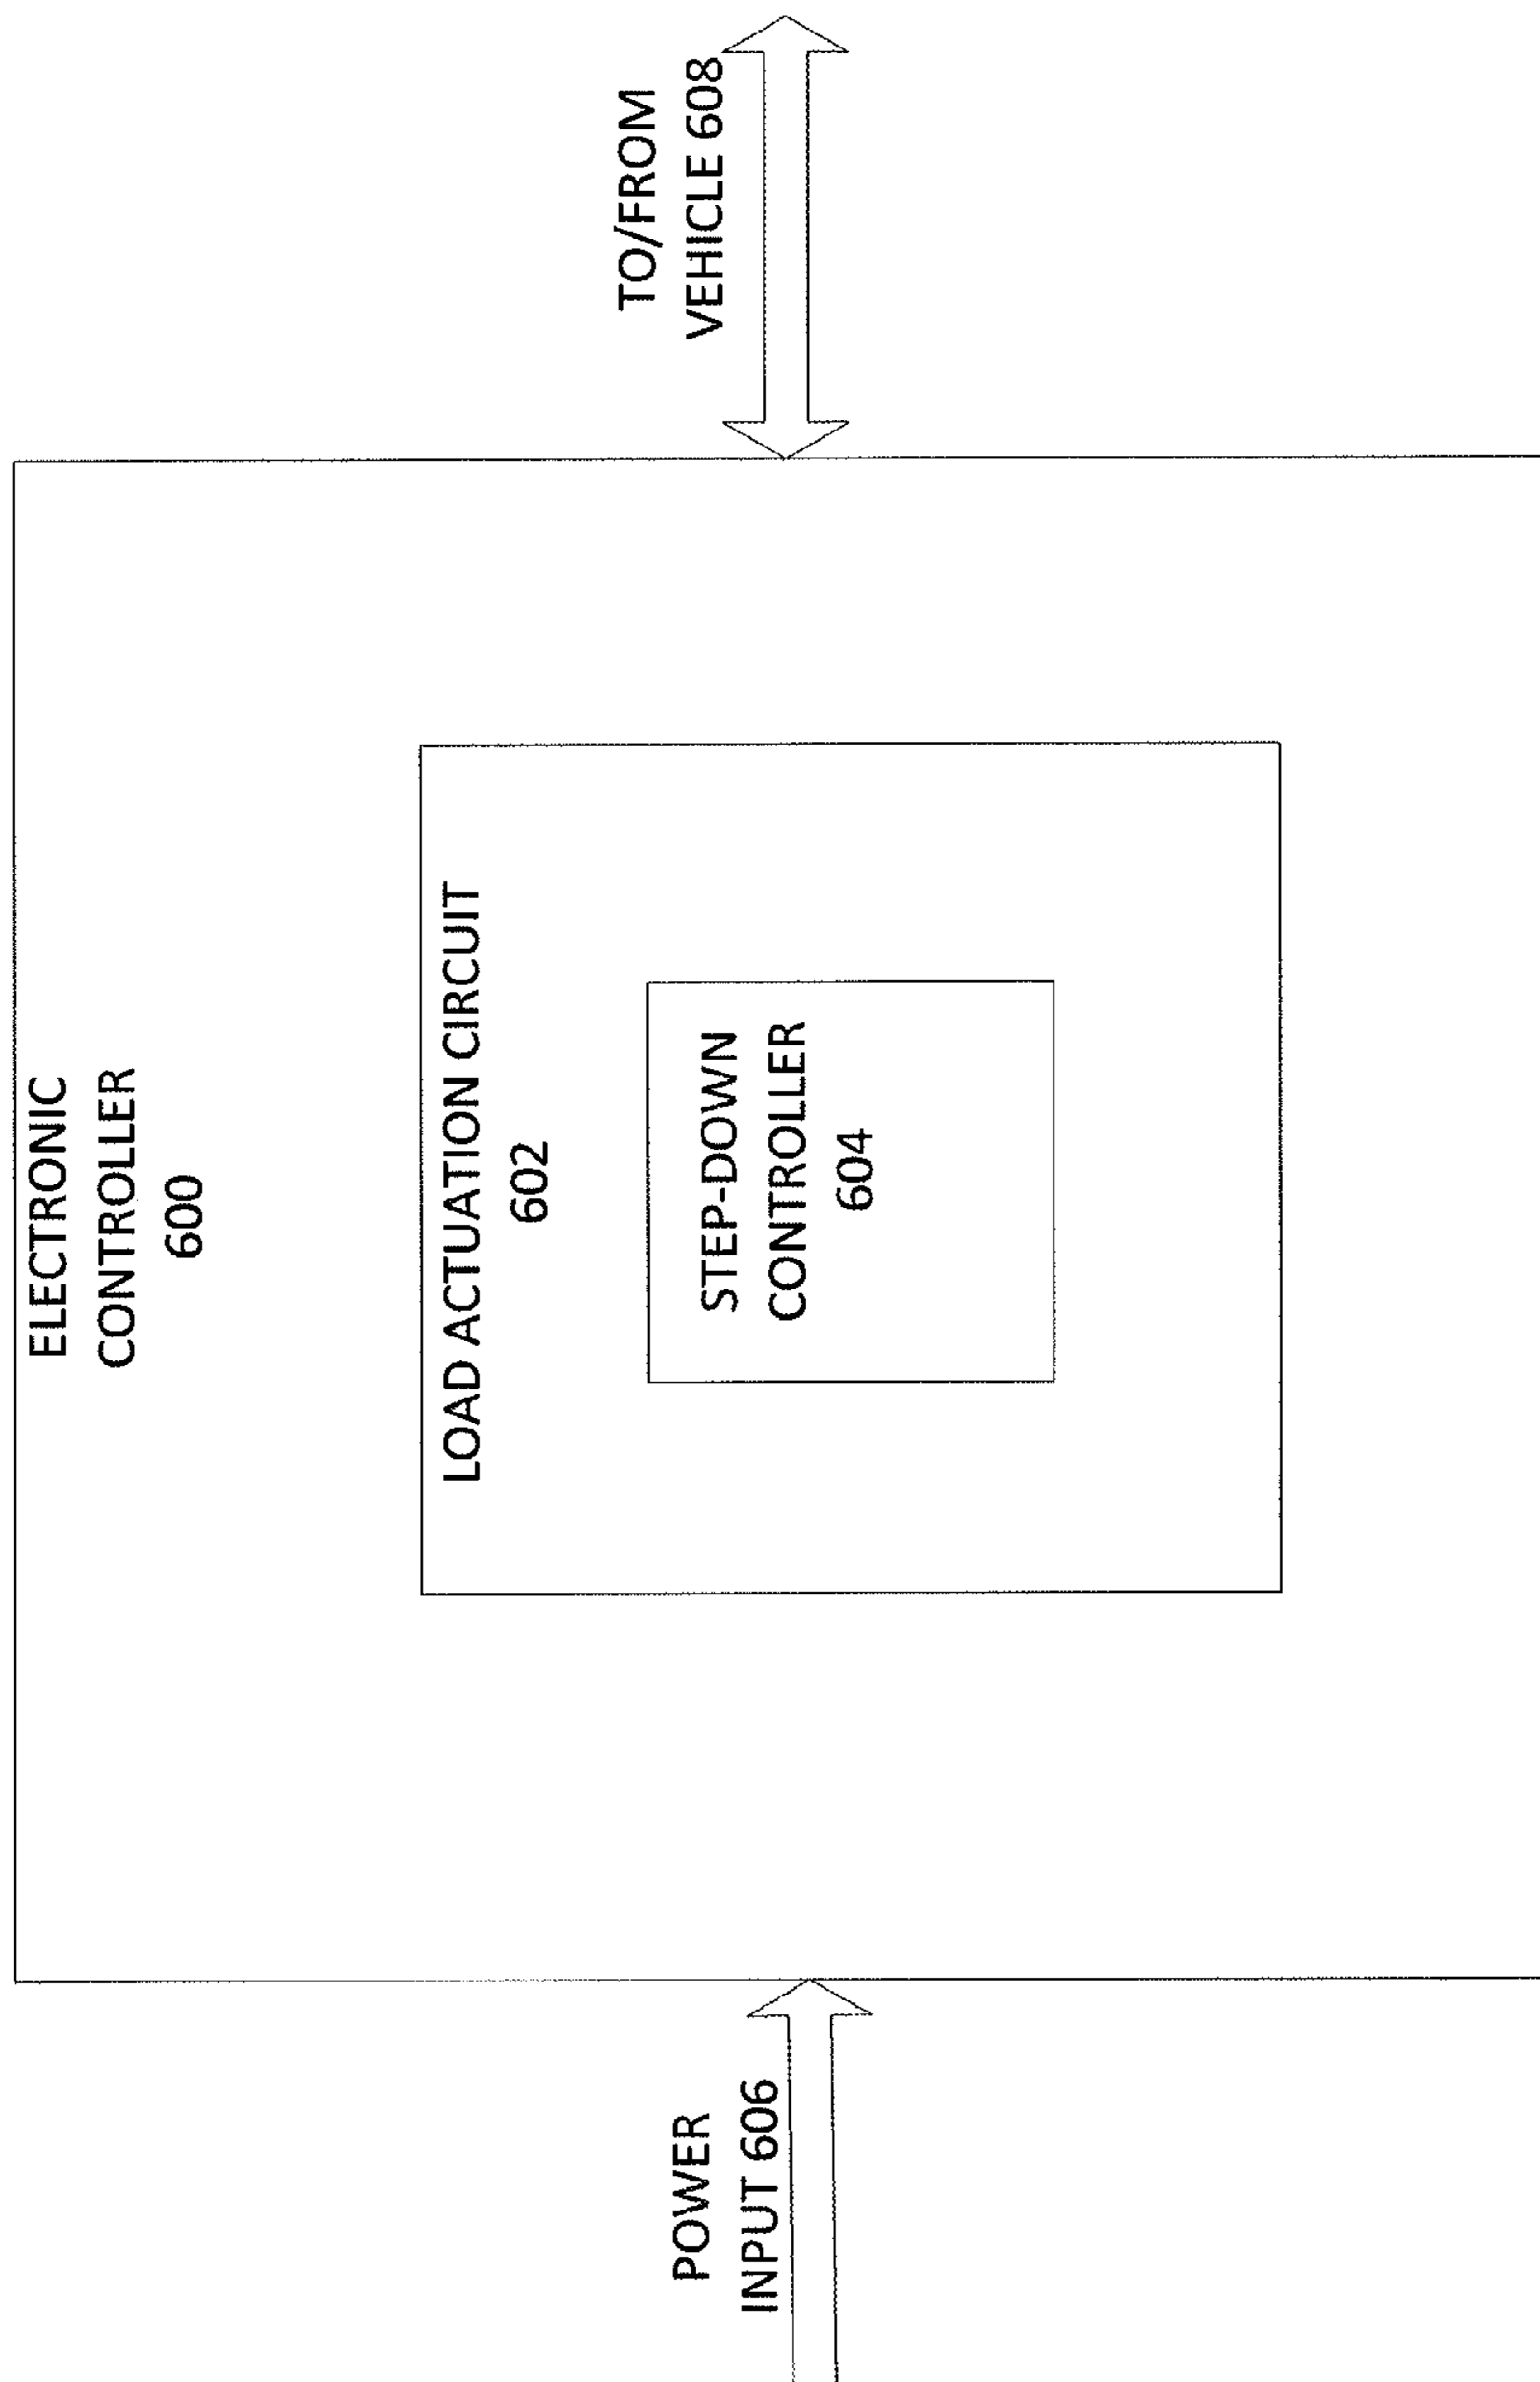 ELECTRONIC
CONTROLLER
600
LOAD ACTUATION CIRCUIT
602
STEP-DOWN
CONTROLLER
604
POWER
INPUT 606
TO/FROM
VEHICLE 608